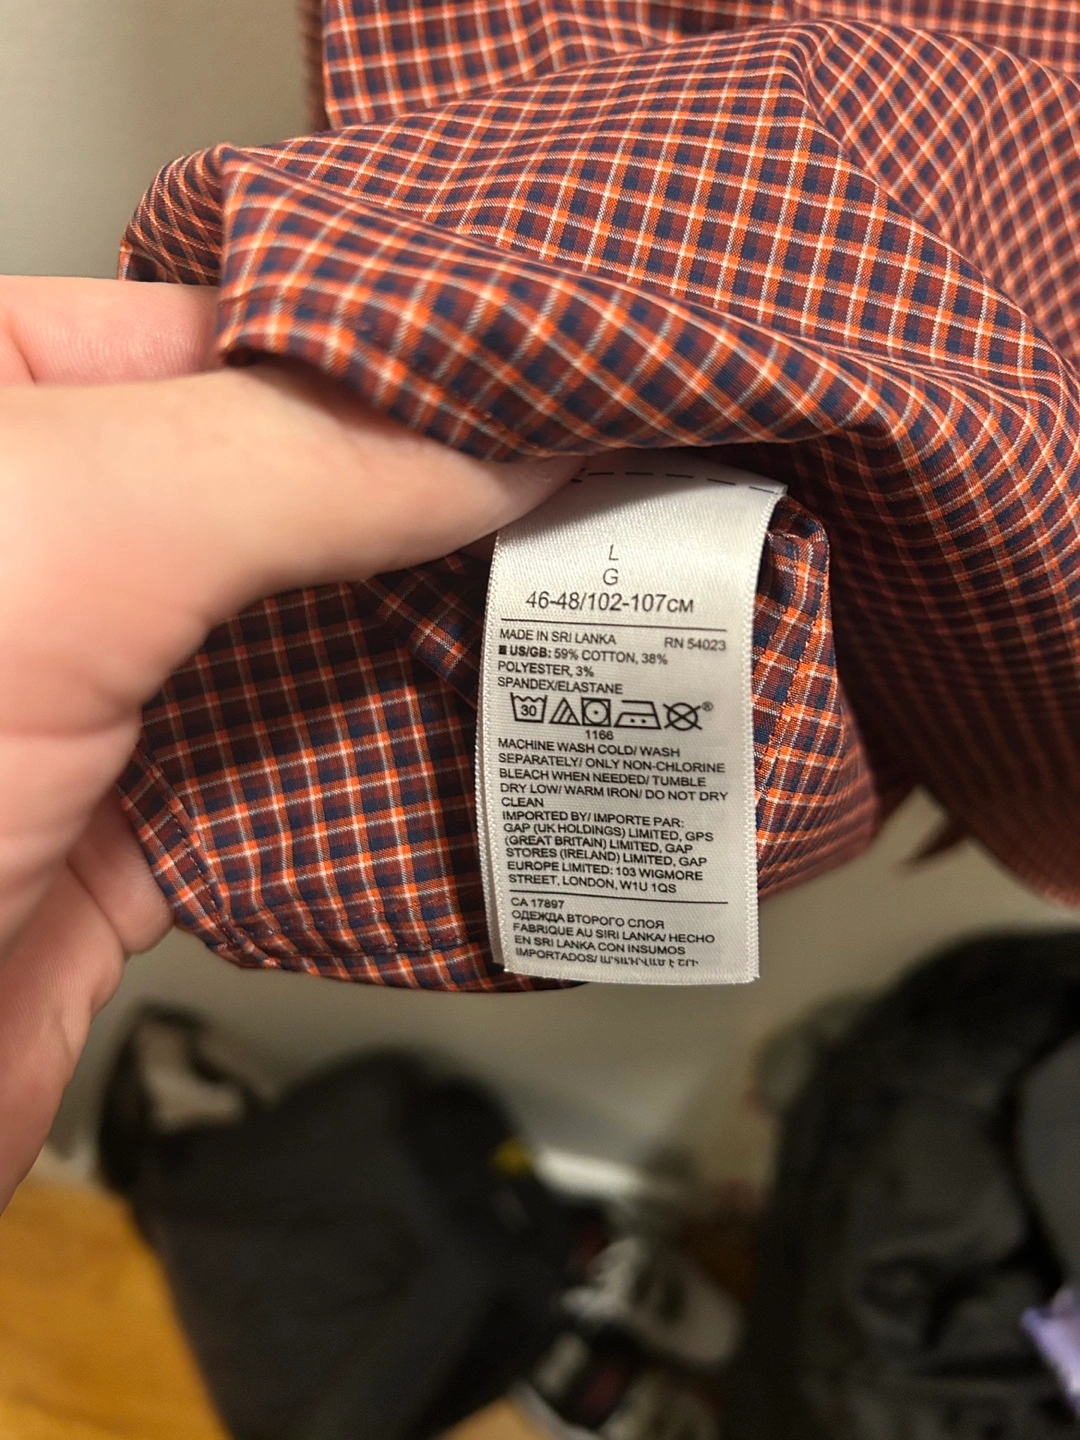 L
G
46-48/102-107CM
MADE IN SRI LANKA RN 54023
US/GB: 59% COTTON, 38%
POLYESTER, 3%
SPANDEX/ELASTANE
30 ®
1166
MACHINE WASH COLD/ WASH
SEPARATELY/ ONLY NON-CHLORINE
BLEACH WHEN NEEDED/ TUMBLE
DRY LOW/ WARM IRON/ DO NOT DRY
CLEAN
IMPORTED BY/ IMPORTE PAR:
GAP (UK HOLDINGS) LIMITED, GPS
(GREAT BRITAIN) LIMITED, GAP
STORES (IRELAND) LIMITED, GAP
EUROPE LIMITED: 103 WIGMORE
STREET, LONDON, W1U 1QS
CA 17897
ОДЕЖДА ВТОРОГО СЛОЯ
FABRIQUE AU SIRI LANKA/ HECHO
EN SRI LANKA CON INSUMOS
IMPORTADOS/